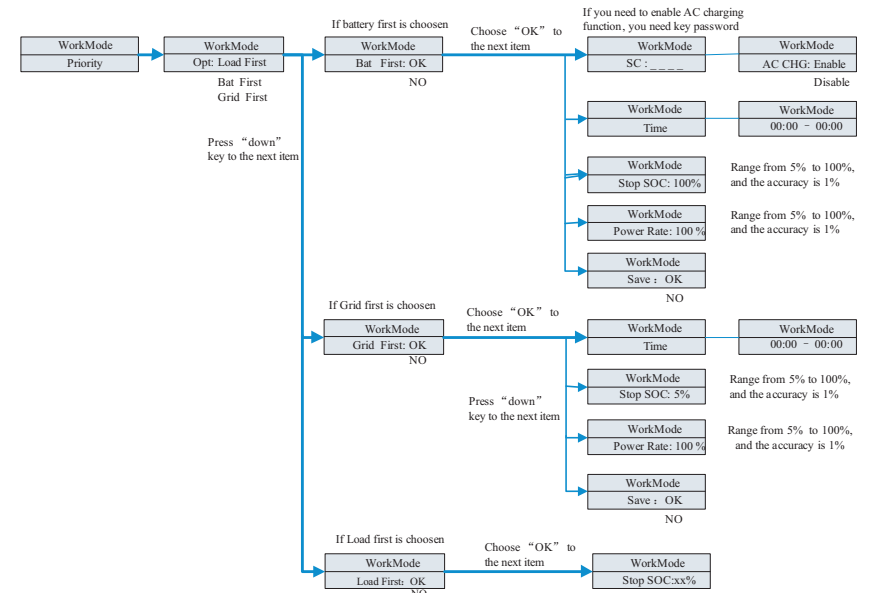 If battery first is choosen
Choose “OK” to
the next item
If you need to enable AC charging
function, you need key password
WorkMode
Priority
WorkMode
Opt: Load First
Bat First
Grid First
WorkMode
Bat First: OK
NO
WorkMode
SC : _ _ _ _
WorkMode
AC CHG: Enable
Disable
Press “down”
key to the next item
WorkMode
Time
WorkMode
00:00 - 00:00
WorkMode
Stop SOC: 100%
Range from 5% to 100%,
and the accuracy is 1%
WorkMode
Power Rate: 100 %
Range from 5% to 100%,
and the accuracy is 1%
WorkMode
Save : OK
NO
If Grid first is choosen
Choose “OK” to
the next item
WorkMode
Grid First: OK
NO
WorkMode
Time
WorkMode
00:00 - 00:00
Press “down”
key to the next item
WorkMode
Stop SOC: 5%
Range from 5% to 100%,
and the accuracy is 1%
WorkMode
Power Rate: 100 %
Range from 5% to 100%,
and the accuracy is 1%
WorkMode
Save : OK
NO
If Load first is choosen
Choose “OK” to
the next item
WorkMode
Load First: OK
NO
WorkMode
Stop SOC:xx%